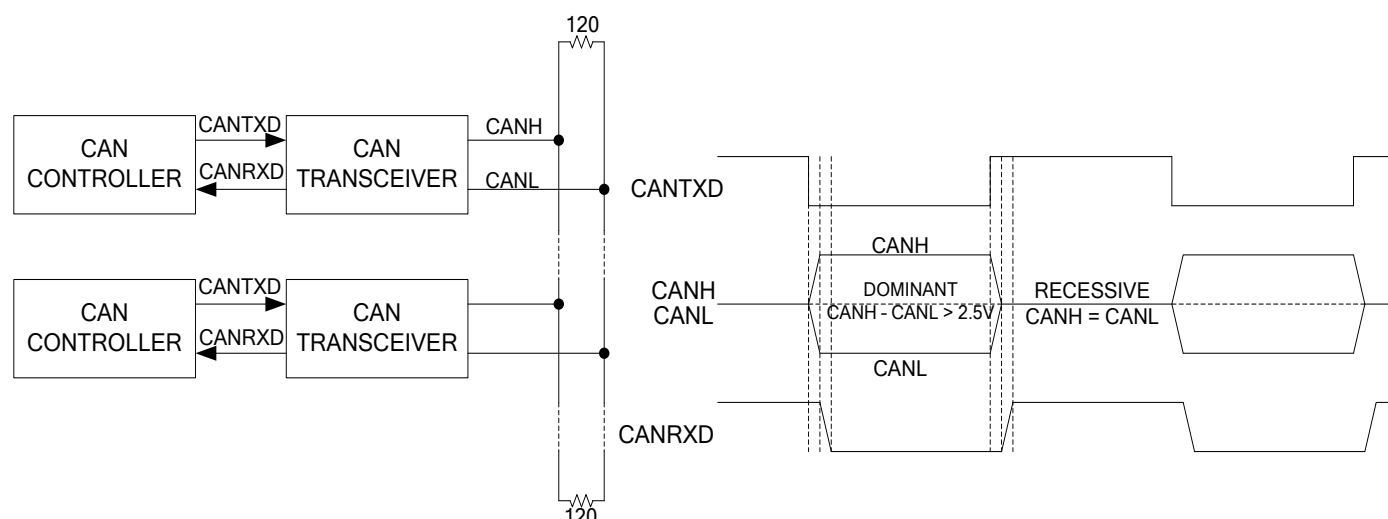 120
CAN
CONTROLLER
CANTXD
CANRXD
CAN
TRANSCEIVER
CANH
CANL
CAN
CONTROLLER
CANTXD
CANRXD
CAN
TRANSCEIVER
120
CANTXD
CANH
CANL
CANH
DOMINANT
CANH - CANL > 2.5V
CANL
RECESSIVE
CANH = CANL
CANRXD